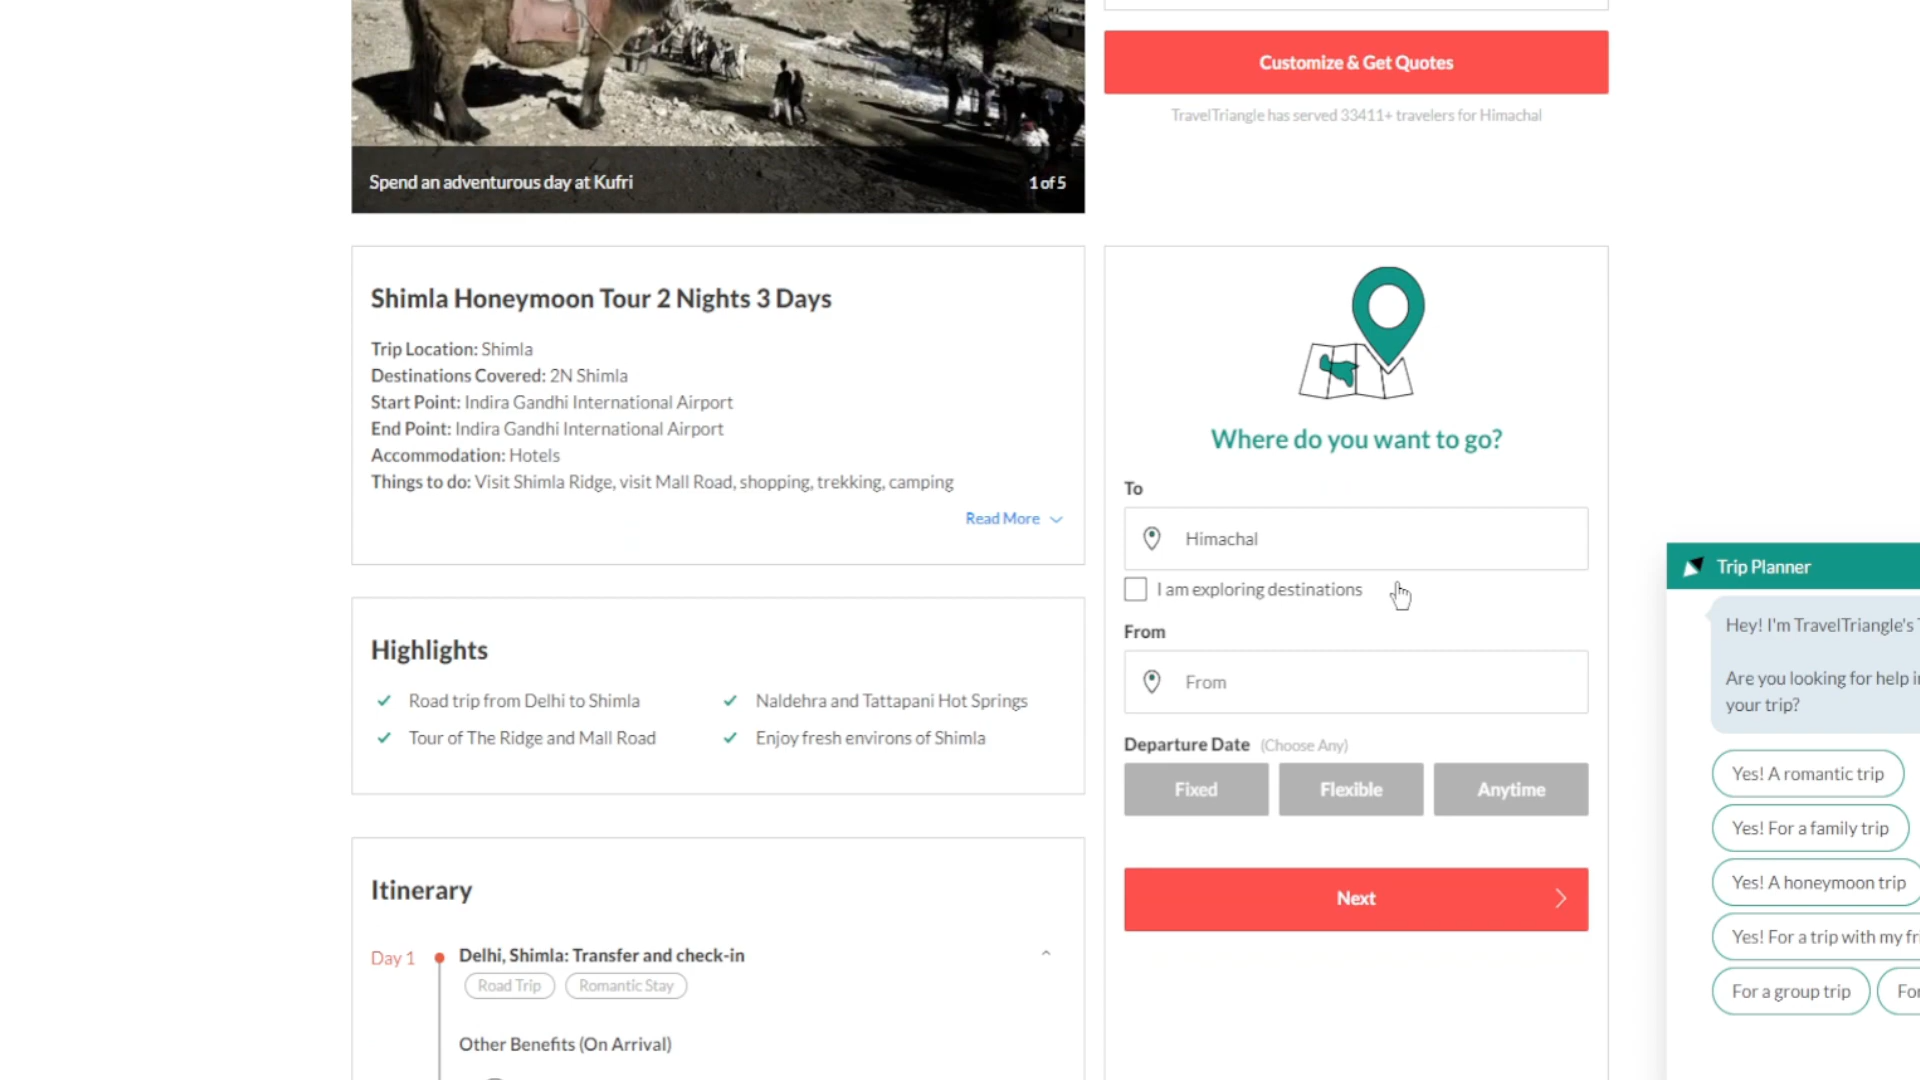 Customize & Get Quotes
TravelTriangle has served 33411+ travelers for Himachal
Spend an adventurous day at Kufri
1 of 5
Shimla Honeymoon Tour 2 Nights 3 Days
Trip Location: Shimla
Destinations Covered: 2N Shimla
Start Point: Indira Gandhi International Airport
End Point: Indira Gandhi International Airport
Accommodation: Hotels
Things to do: Visit Shimla Ridge, visit Mall Road, shopping, trekking, camping
Read More
Highlights
Road trip from Delhi to Shimla
Naldehra and Tattapani Hot Springs
Tour of The Ridge and Mall Road
Enjoy fresh environs of Shimla
Itinerary
Day 1
Delhi, Shimla: Transfer and check-in
Road Trip
Romantic Stay
Other Benefits (On Arrival)
Where do you want to go?
To
Himachal
I am exploring destinations
From
From
Departure Date (Choose Any)
Fixed
Flexible
Anytime
Next
Trip Planner
Hey! I'm TravelTriangle's
Are you looking for help
your trip?
Yes! A romantic trip
Yes! For a family trip
Yes! A honeymoon trip
Yes! For a trip with my
For a group trip